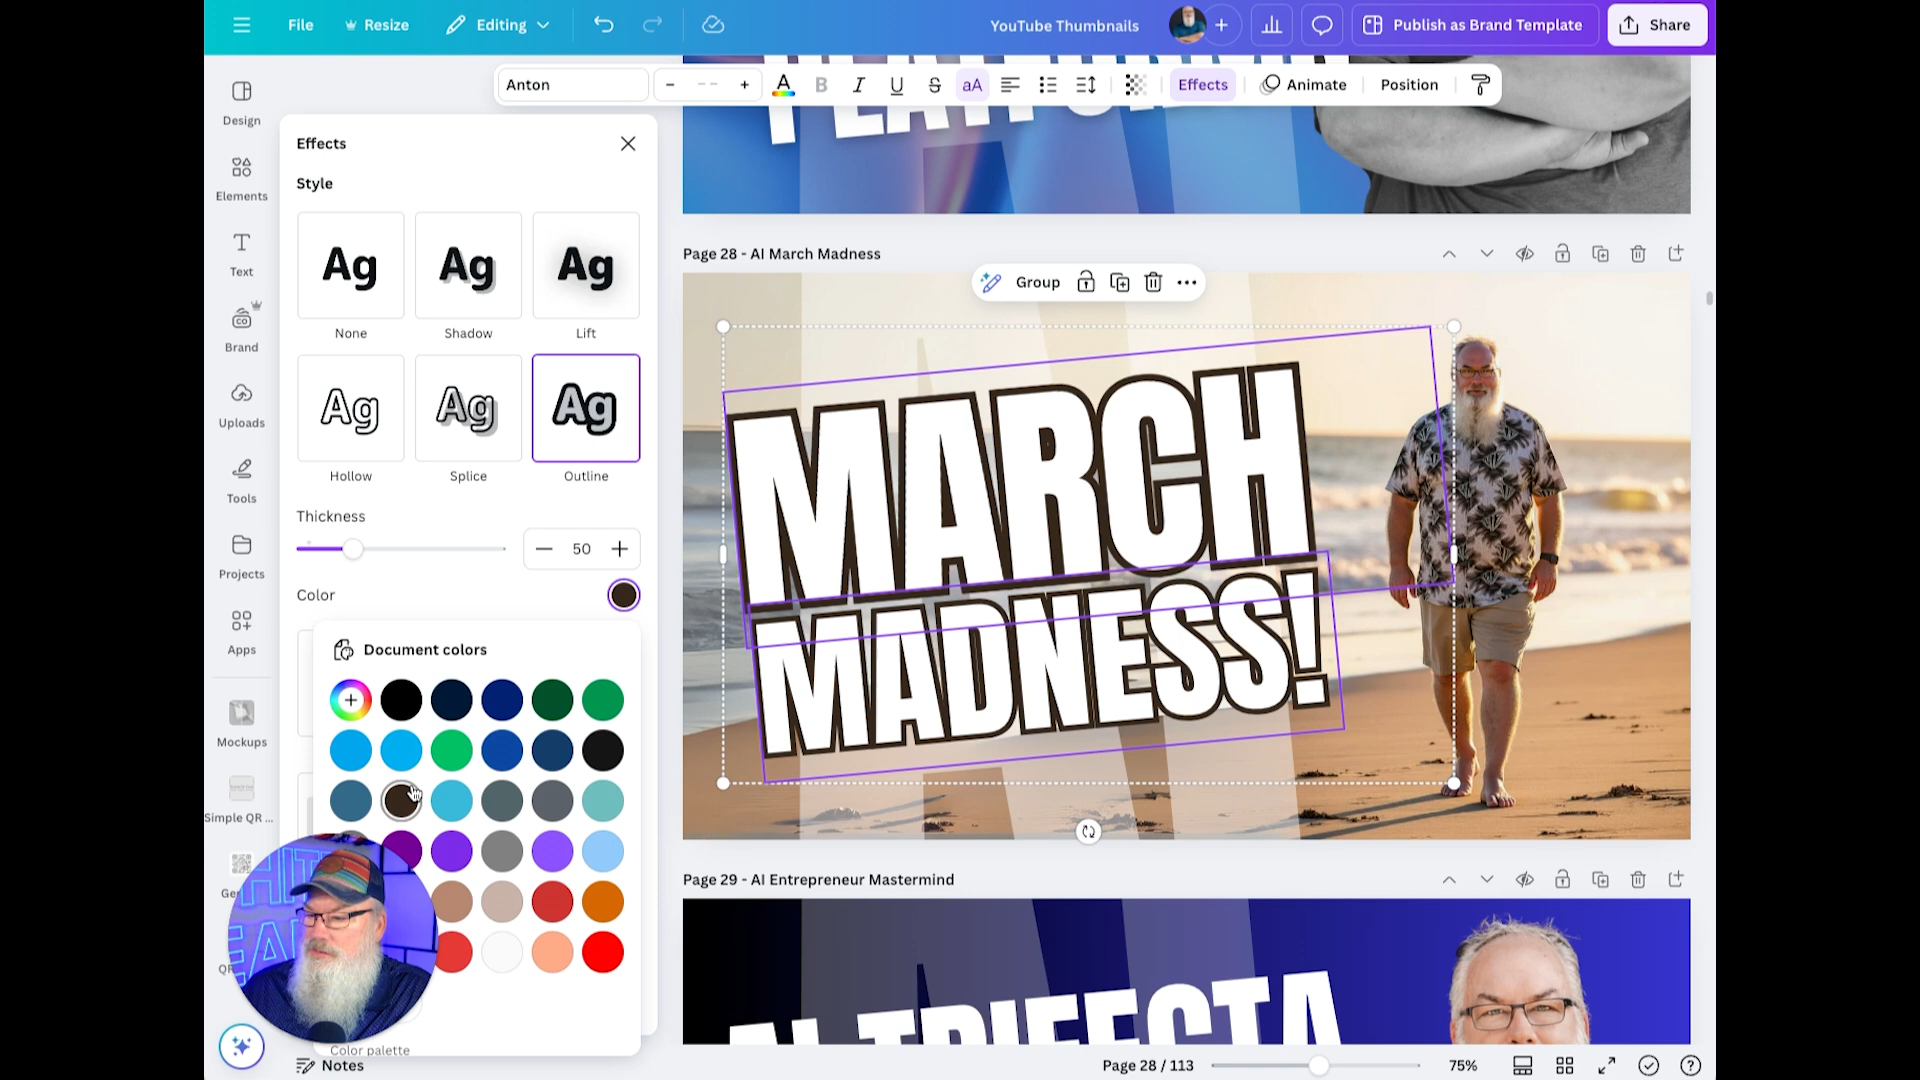 File
Resize
Editing
YouTube Thumbnails
Publish as Brand Template
Share
Anton
- -- +
A B I U S aA
Effects
Animate
Position
Design
Elements
Text
Brand
Uploads
Tools
Projects
Apps
Mockups
Simple QR ...
Effects
Style
Ag Ag Ag
None Shadow Lift
Ag Ag Ag
Hollow Splice Outline
Thickness
50
Color
Document colors
Color palette
Notes
Page 28 - AI March Madness
Group
MARCH
MADNESS!
Page 29 - AI Entrepreneur Mastermind
AI TRIFECTA
Page 28 / 113
75%